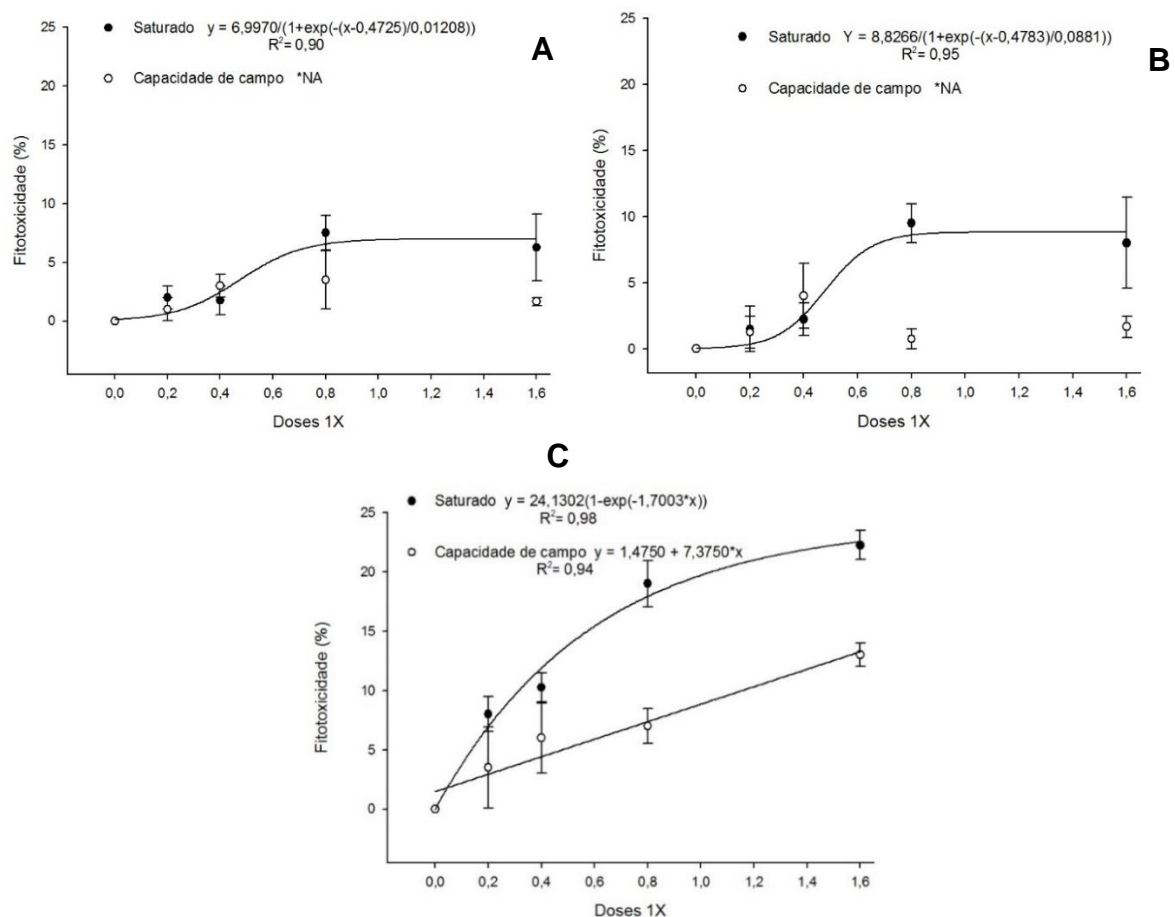 ● Saturado y = 6,9970/(1+exp(-(x-0,4725)/0,01208))
R²= 0,90
○ Capacidade de campo *NA
A
Fitotoxicidade (%)
25
20
15
10
5
0
0,0 0,2 0,4 0,6 0,8 1,0 1,2 1,4 1,6
Doses 1X
● Saturado Y = 8,8266/(1+exp(-(x-0,4783)/0,0881))
R²= 0,95
○ Capacidade de campo *NA
B
Fitotoxicidade (%)
25
20
15
10
5
0
0,0 0,2 0,4 0,6 0,8 1,0 1,2 1,4 1,6
Doses 1X
C
● Saturado y = 24,1302(1-exp(-1,7003*x))
R²= 0,98
○ Capacidade de campo y = 1,4750 + 7,3750*x
R²= 0,94
Fitotoxicidade (%)
25
20
15
10
5
0
0,0 0,2 0,4 0,6 0,8 1,0 1,2 1,4 1,6
Doses 1X